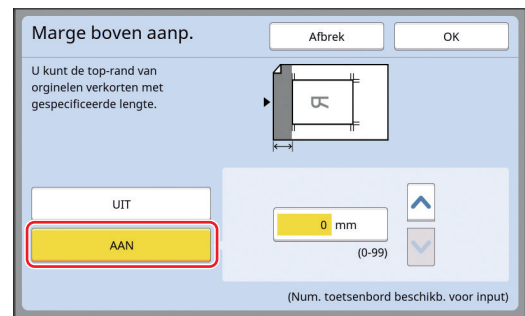 Marge boven aanp.
Afbrek
OK
U kunt de top-rand van
orginelen verkorten met
gespecificeerde lengte.
R
UIT
AAN
0 mm
(0-99)
(Num. toetsenbord beschikb. voor input)